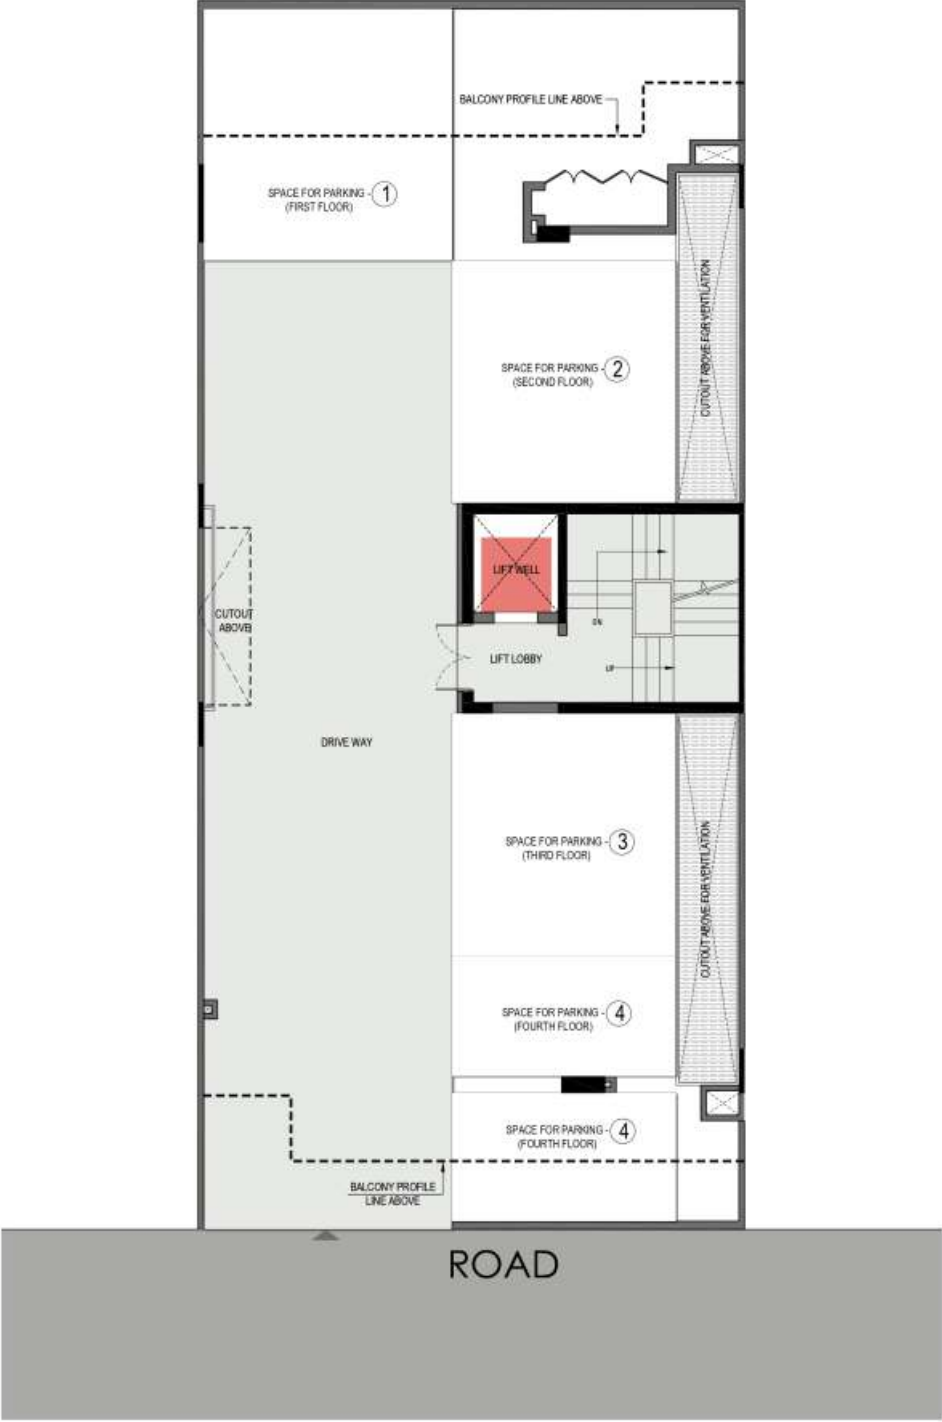 BALCONY PROFILE LINE ABOVE
SPACE FOR PARKING - 1
(FIRST FLOOR)
CUTOUT ABOVE FOR VENTILATION
SPACE FOR PARKING - 2
(SECOND FLOOR)
LIFT WELL
CUTOUT
ABOVE
DN
LIFT LOBBY
UP
DRIVE WAY
SPACE FOR PARKING - 3
(THIRD FLOOR)
CUTOUT ABOVE FOR VENTILATION
SPACE FOR PARKING - 4
(FOURTH FLOOR)
SPACE FOR PARKING - 4
(FOURTH FLOOR)
BALCONY PROFILE
LINE ABOVE
ROAD